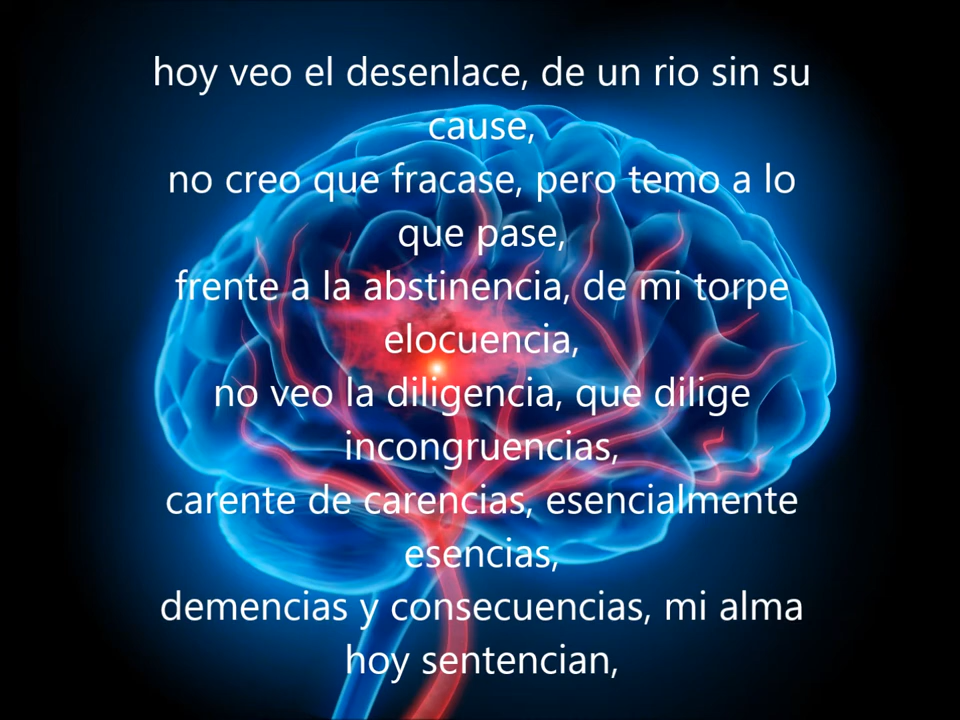 hoy veo el desenlace, de un rio sin su
cause,
no creo que fracase, pero temo a lo
que pase,
frente a la abstinencia, de mi torpe
elocuencia,
no veo la diligencia, que dilige
incongruencias,
carente de carencias, esencialmente
esencias,
demencias y consecuencias, mi alma
hoy sentencian,